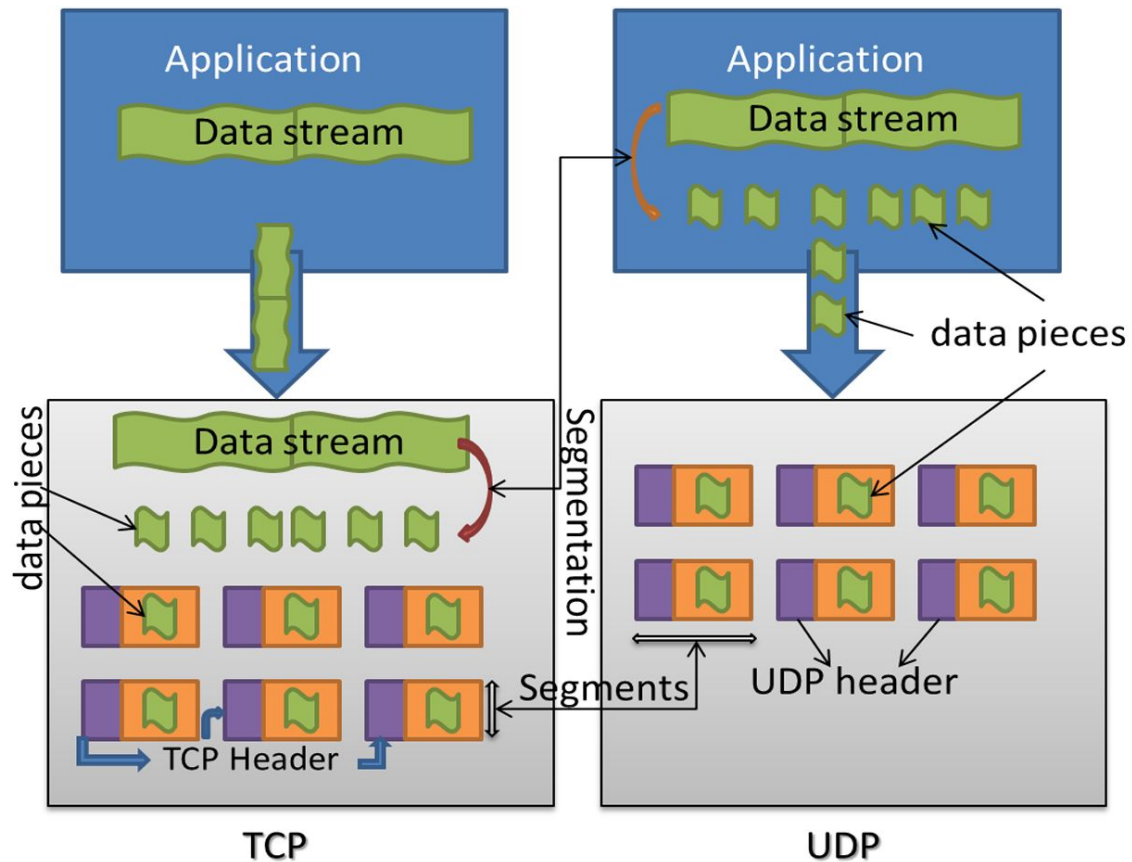 Application
Data stream
Application
Data stream
data pieces
data pieces
Data stream
Segmentation
Segments
TCP Header
UDP header
TCP
UDP